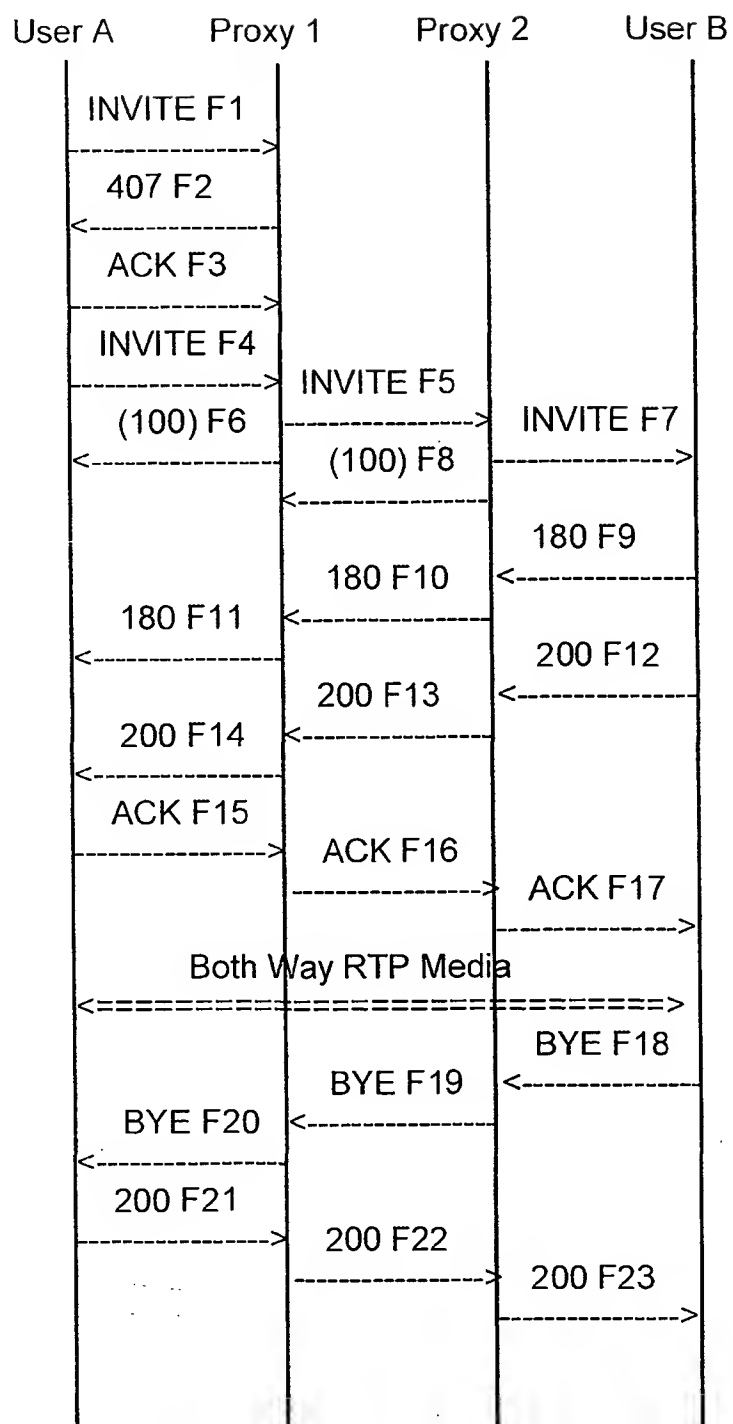 User A Proxy 1 Proxy 2 User B
INVITE F1
407 F2
ACK F3
INVITE F4
INVITE F5
(100) F6
INVITE F7
(100) F8
180 F9
180 F10
180 F11
200 F12
200 F13
200 F14
ACK F15
ACK F16
ACK F17
Both Way RTP Media
BYE F18
BYE F19
BYE F20
200 F21
200 F22
200 F23